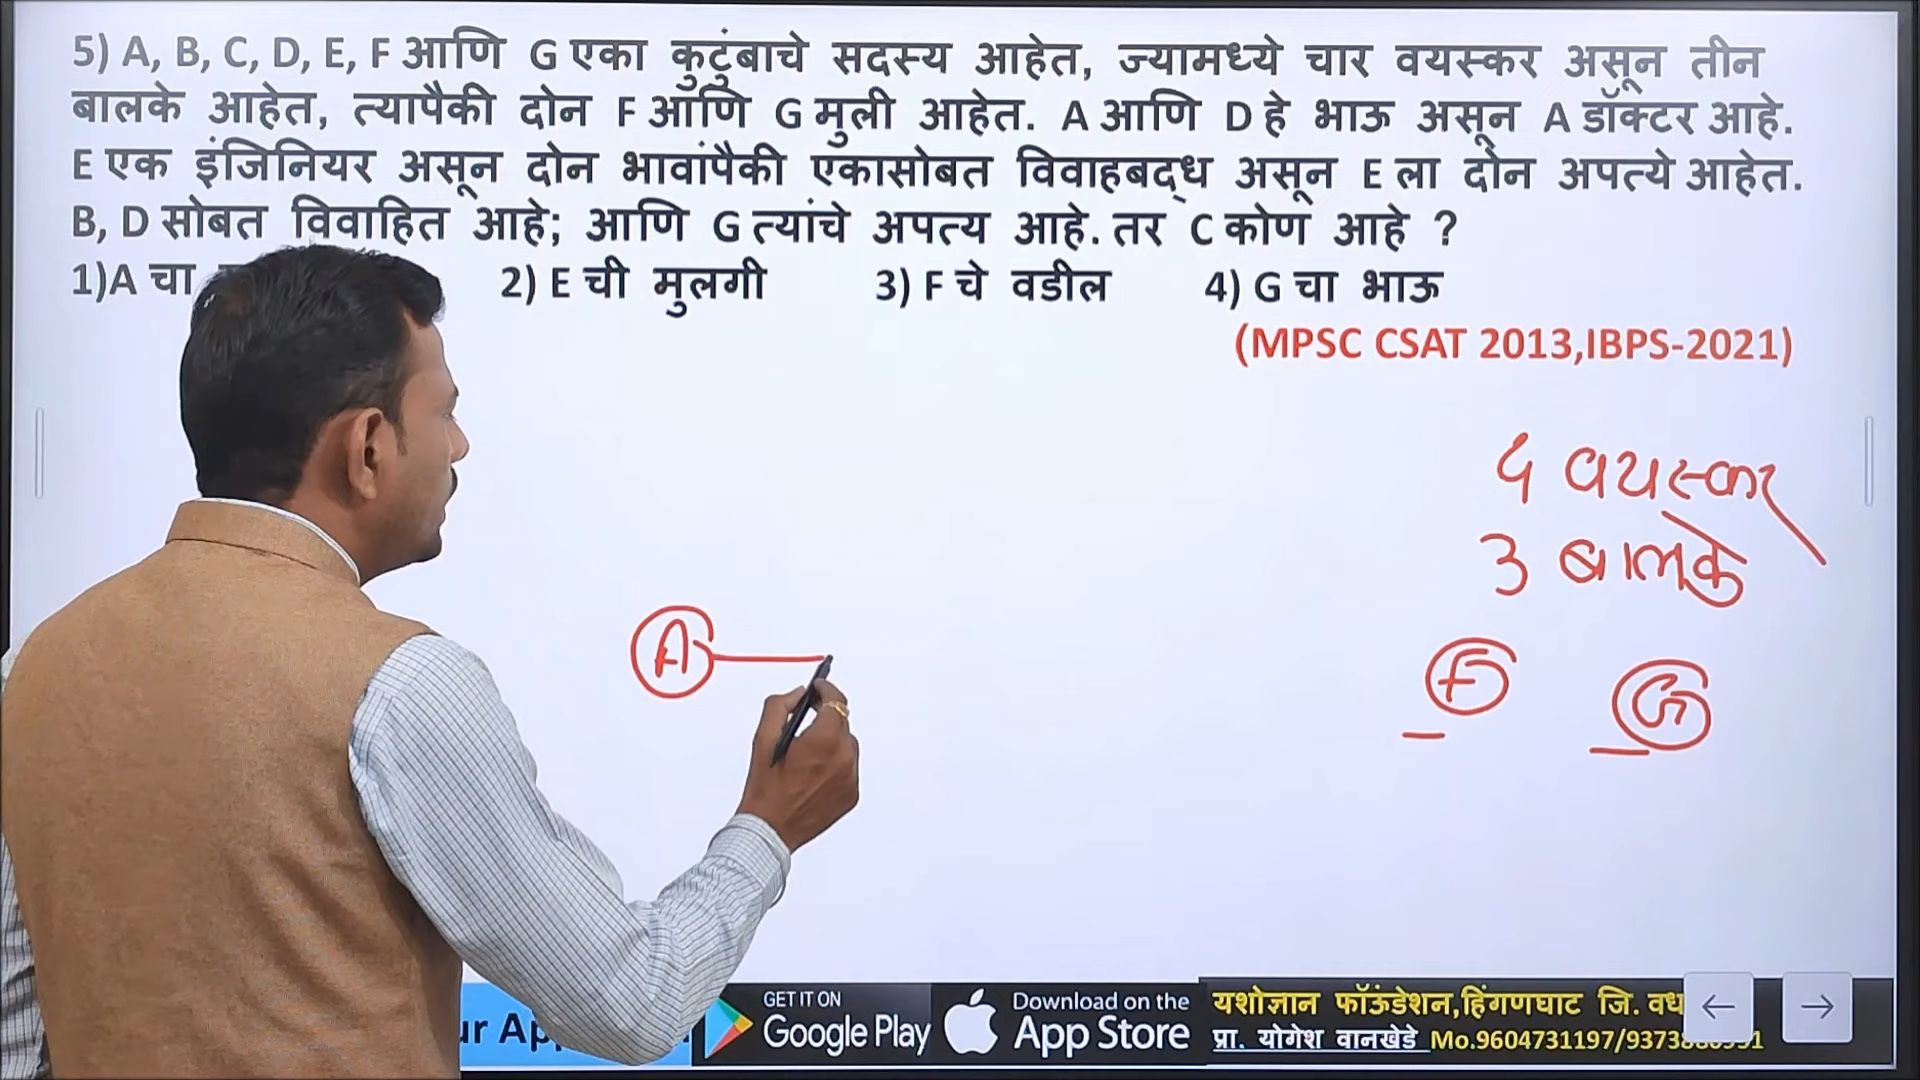 5) A, B, C, D, E, F आणि G एका कुटुंबाचे सदस्य आहेत, ज्यामध्ये चार वयस्कर असून तीन
बालके आहेत, त्यापैकी दोन F आणि G मुली आहेत. A आणि D हे भाऊ असून A डॉक्टर आहे.
E एक इंजिनियर असून दोन भावांपैकी एकासोबत विवाहबद्ध असून E ला दोन अपत्ये आहेत.
B, D सोबत विवाहित आहे; आणि G त्यांचे अपत्य आहे. तर C कोण आहे ?
1)A चा 2) E ची मुलगी 3) F चे वडील 4) G चा भाऊ
(MPSC CSAT 2013,IBPS-2021)
4 वयस्कर
3 बालके
A
F G
GET IT ON
Google Play
Download on the
App Store
यशोज्ञान फॉऊंडेशन,हिंगणघाट जि.
प्रा. योगेश वानखेडे Mo.9604731197/
← →